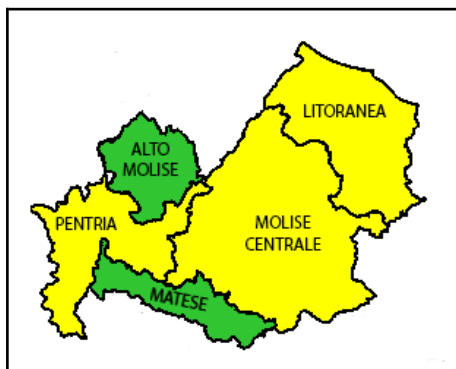 LITORANEA
ALTO
MOLISE
PENTRIA
MOLISE
CENTRALE
MATESE